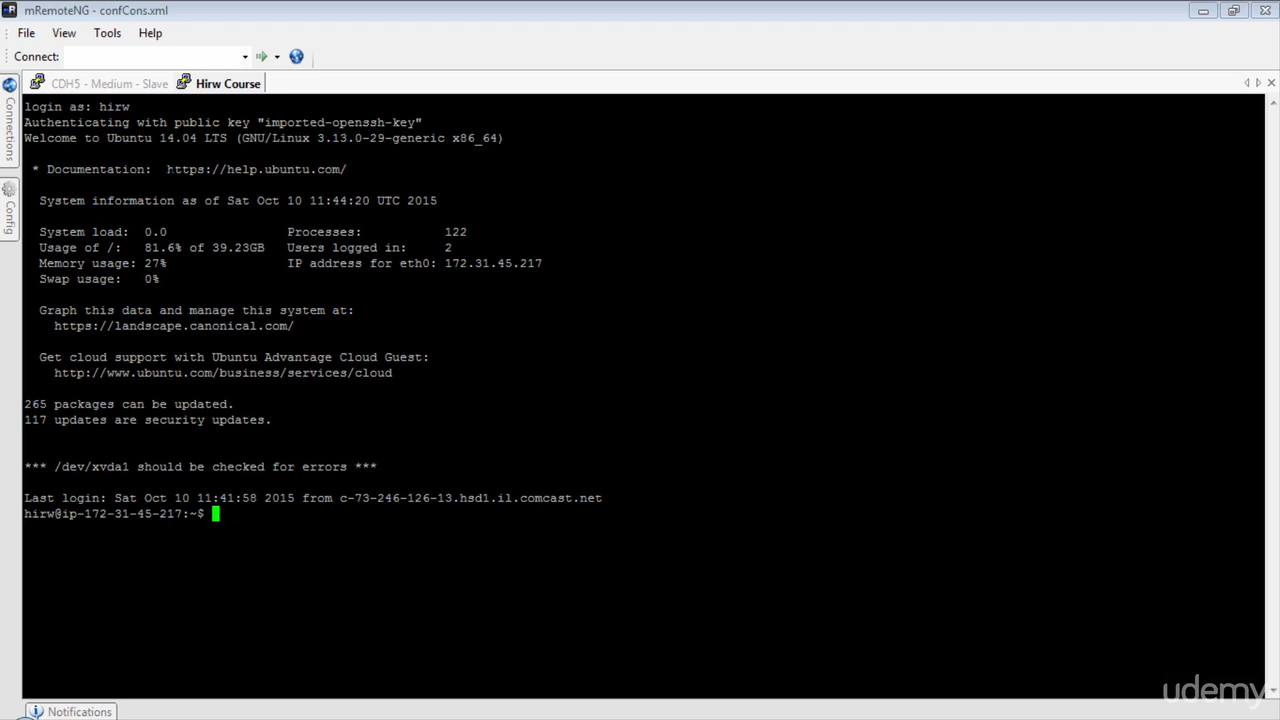 mRemoteNG - confCons.xml
File View Tools Help
Connect:
CDH5 - Medium - Slave Hirw Course
Connections
Config
login as: hirw
Authenticating with public key "imported-openssh-key"
Welcome to Ubuntu 14.04 LTS (GNU/Linux 3.13.0-29-generic x86_64)
* Documentation: https://help.ubuntu.com/
System information as of Sat Oct 10 11:44:20 UTC 2015
System load: 0.0 Processes: 122
Usage of /: 81.6% of 39.23GB Users logged in: 2
Memory usage: 27% IP address for eth0: 172.31.45.217
Swap usage: 0%
Graph this data and manage this system at:
https://landscape.canonical.com/
Get cloud support with Ubuntu Advantage Cloud Guest:
http://www.ubuntu.com/business/services/cloud
265 packages can be updated.
117 updates are security updates.
*** /dev/xvda1 should be checked for errors ***
Last login: Sat Oct 10 11:41:58 2015 from c-73-246-126-13.hsd1.il.comcast.net
hirw@ip-172-31-45-217:~$
udemy
Notifications